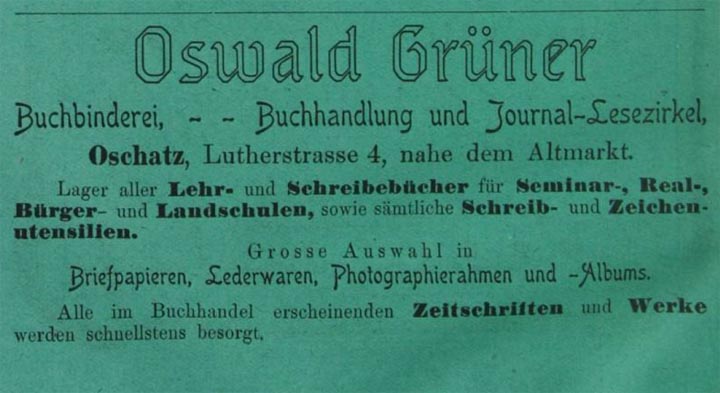 Oswald Grüner
Buchbinderei, - - Buchhandlung und Journal-Lesezirkel,
Oschatz, Lutherstrasse 4, nahe dem Altmarkt.
Lager aller Lehr- und Schreibebücher für Seminar-, Real-,
Bürger- und Landschulen, sowie sämtliche Schreib- und Zeichen-
utensilien.
Grosse Auswahl in
Briefpapieren, Lederwaren, Photographierahmen und -Albums.
Alle im Buchhandel erscheinenden Zeitschriften und Werke
werden schnellstens besorgt.